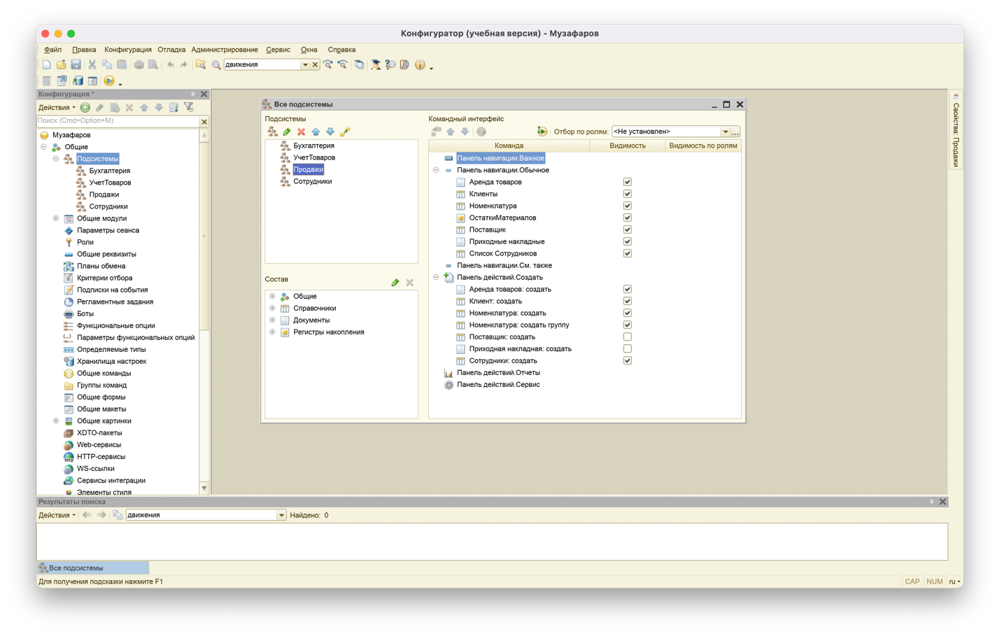 Конфигуратор (учебная версия) - Музафаров
Файл Правка Конфигурация Отладка Администрирование Сервис Окна Справка
движения
Конфигурация *
Действия
Поиск (Cmd+Option+M)
Музафаров
Общие
Подсистемы
Бухгалтерия
УчетТоваров
Продажи
Сотрудники
Общие модули
Параметры сеанса
Роли
Общие реквизиты
Планы обмена
Критерии отбора
Подписки на события
Регламентные задания
Боты
Функциональные опции
Параметры функциональных опций
Определяемые типы
Хранилища настроек
Общие команды
Группы команд
Общие формы
Общие макеты
Общие картинки
XDTO-пакеты
Web-сервисы
HTTP-сервисы
WS-ссылки
Сервисы интеграции
Элементы стиля
Все подсистемы
Подсистемы
Бухгалтерия
УчетТоваров
Продажи
Сотрудники
Состав
Общие
Справочники
Документы
Регистры накопления
Командный интерфейс
Отбор по ролям: <Не установлен> ...
Команда Видимость Видимость по ролям
Панель навигации.Важное
Панель навигации.Обычное
Аренда товаров
Клиенты
Номенклатура
ОстаткиМатериалов
Поставщик
Приходные накладные
Список Сотрудников
Панель навигации.См. также
Панель действий.Создать
Аренда товаров: создать
Клиент: создать
Номенклатура: создать
Номенклатура: создать группу
Поставщик: создать
Приходная накладная: создать
Сотрудники: создать
Панель действий.Отчеты
Панель действий.Сервис
Свойства: Продажи
Результаты поиска
Действия движения Найдено: 0
Все подсистемы
Для получения подсказки нажмите F1 CAP NUM ru